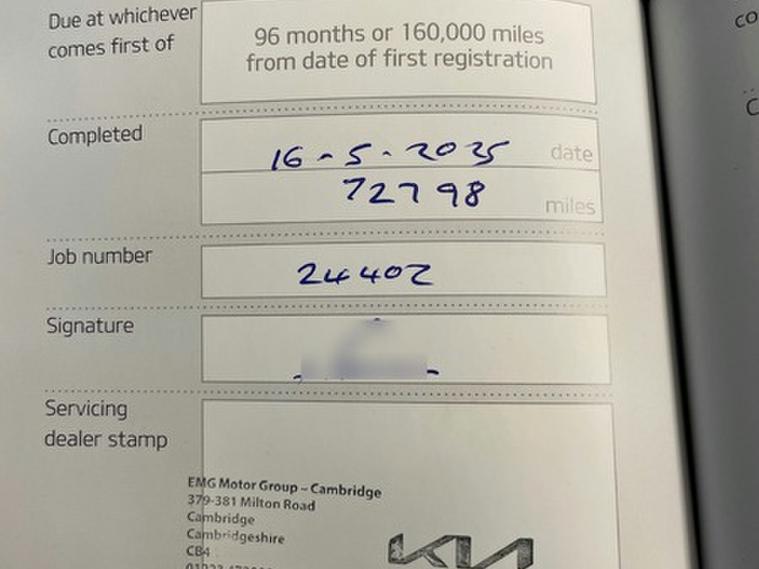 Due at whichever
comes first of
96 months or 160,000 miles
from date of first registration
Completed
16-5-2025 date
72798 miles
Job number
24402
Signature
Servicing
dealer stamp
EMG Motor Group – Cambridge
379-381 Milton Road
Cambridge
Cambridgeshire
CB4
KIA
co